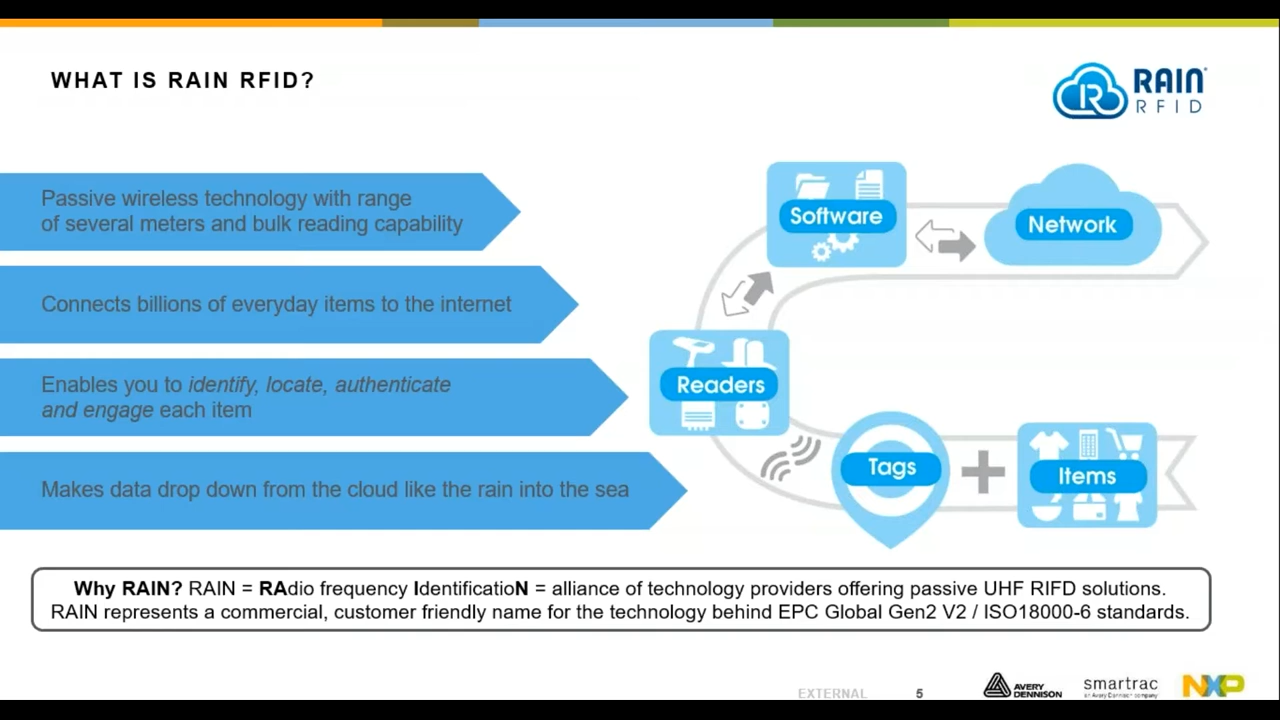 WHAT IS RAIN RFID?
RAIN
RFID
Passive wireless technology with range
of several meters and bulk reading capability
Connects billions of everyday items to the internet
Enables you to identify, locate, authenticate
and engage each item
Makes data drop down from the cloud like the rain into the sea
Software
Network
Readers
Tags
Items
Why RAIN? RAIN = RAdio frequency IdentificatioN = alliance of technology providers offering passive UHF RIFD solutions.
RAIN represents a commercial, customer friendly name for the technology behind EPC Global Gen2 V2 / ISO18000-6 standards.
EXTERNAL
5
AVERY
DENNISON
smartrac
an Avery Dennison company
NXP